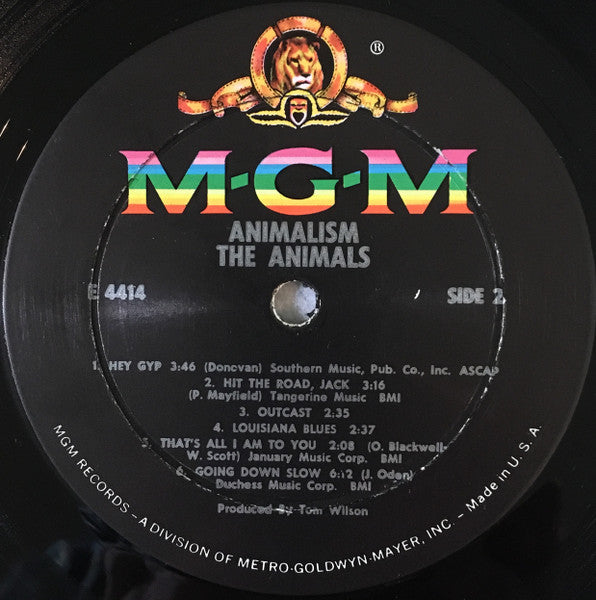 ®
M-G-M
ANIMALISM
THE ANIMALS
E 4414
SIDE 2
1. HEY GYP 3:46 (Donovan) Southern Music, Pub. Co., Inc. ASCAP
2. HIT THE ROAD, JACK 3:16
(P. Mayfield) Tangerine Music BMI
3. OUTCAST 2:35
4. LOUISIANA BLUES 2:37
5. THAT'S ALL I AM TO YOU 2:08 (O. Blackwell-
W. Scott) January Music Corp. BMI
6. GOING DOWN SLOW 6:12 (J. Oden)
Duchess Music Corp. BMI
Produced By Tom Wilson
MGM RECORDS – A DIVISION OF METRO-GOLDWYN-MAYER, INC. – Made in U. S. A.